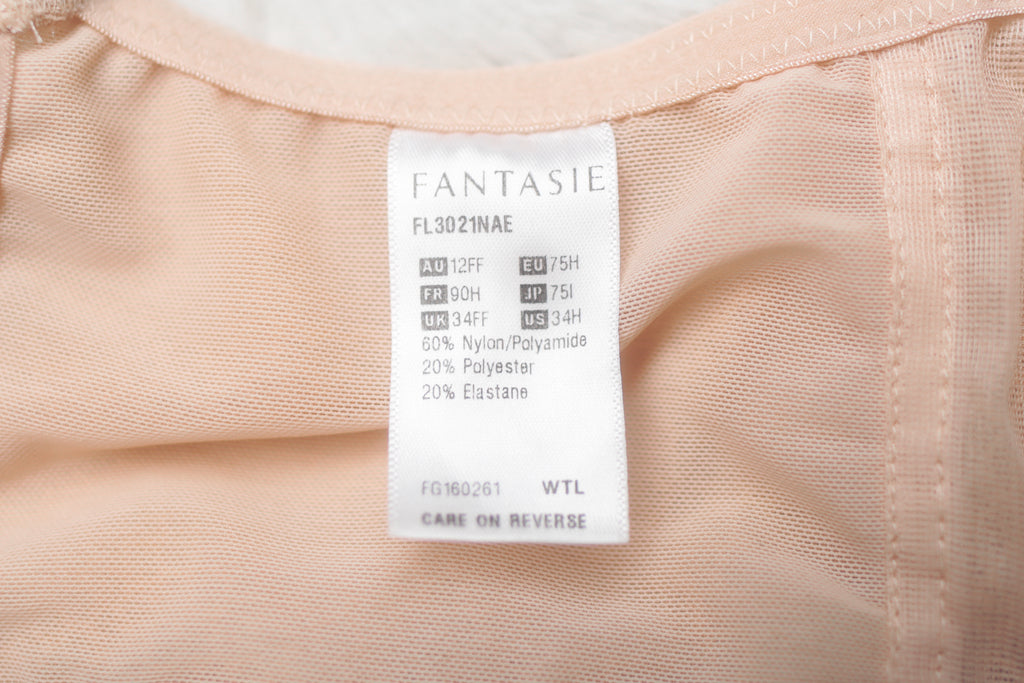 FANTASIE
FL3021NAE
AU 12FF EU 75H
FR 90H JP 75I
UK 34FF US 34H
60% Nylon/Polyamide
20% Polyester
20% Elastane
FG160261 WTL
CARE ON REVERSE